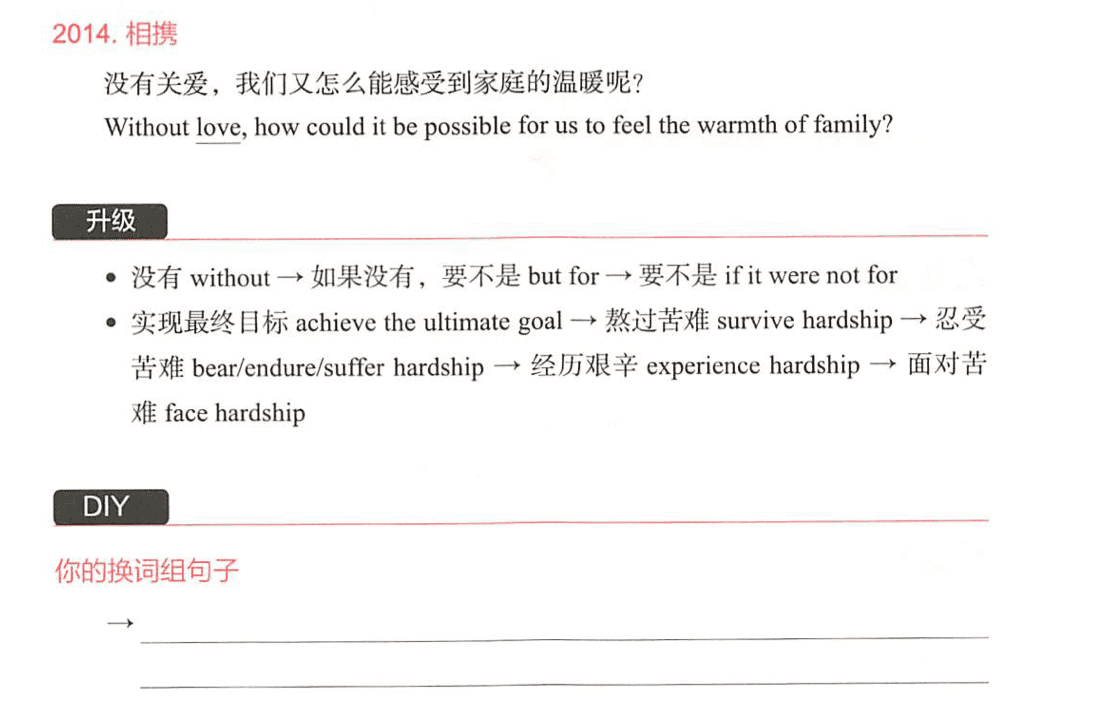 2014. 相携
没有关爱，我们又怎么能感受到家庭的温暖呢？
Without love, how could it be possible for us to feel the warmth of family?
升级
• 没有 without → 如果没有，要不是 but for → 要不是 if it were not for
• 实现最终目标 achieve the ultimate goal → 熬过苦难 survive hardship → 忍受
苦难 bear/endure/suffer hardship → 经历艰辛 experience hardship → 面对苦
难 face hardship
DIY
你的换词组句子
→